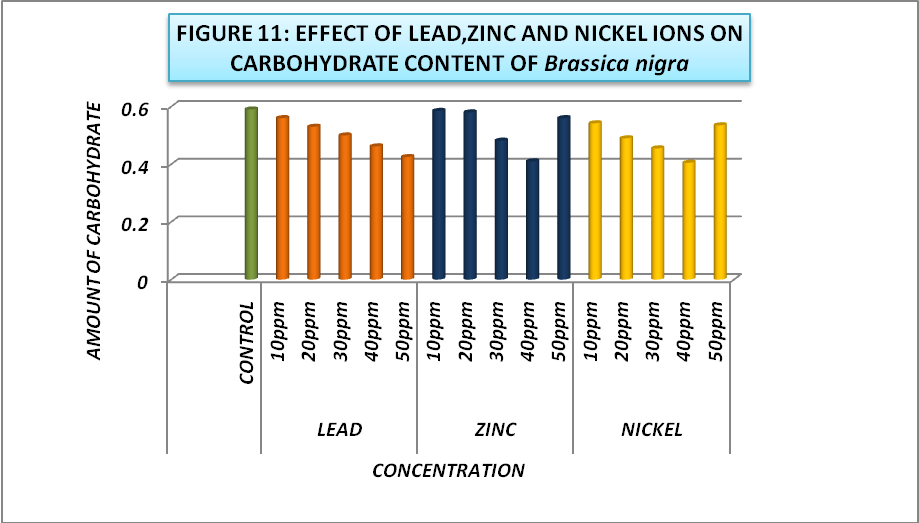 FIGURE 11: EFFECT OF LEAD,ZINC AND NICKEL IONS ON
CARBOHYDRATE CONTENT OF Brassica nigra
AMOUNT OF CARBOHYDRATE
0.6
0.4
0.2
0
CONTROL
10ppm
20ppm
30ppm
40ppm
50ppm
10ppm
20ppm
30ppm
40ppm
50ppm
10ppm
20ppm
30ppm
40ppm
50ppm
LEAD
ZINC
NICKEL
CONCENTRATION